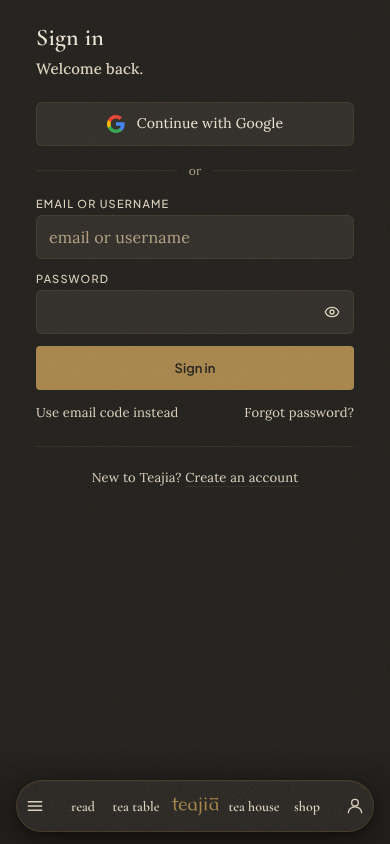 Sign in
Welcome back.
Continue with Google
or
EMAIL OR USERNAME
email or username
PASSWORD
Sign in
Use email code instead
Forgot password?
New to Teajia? Create an account
read tea table teajiā tea house shop